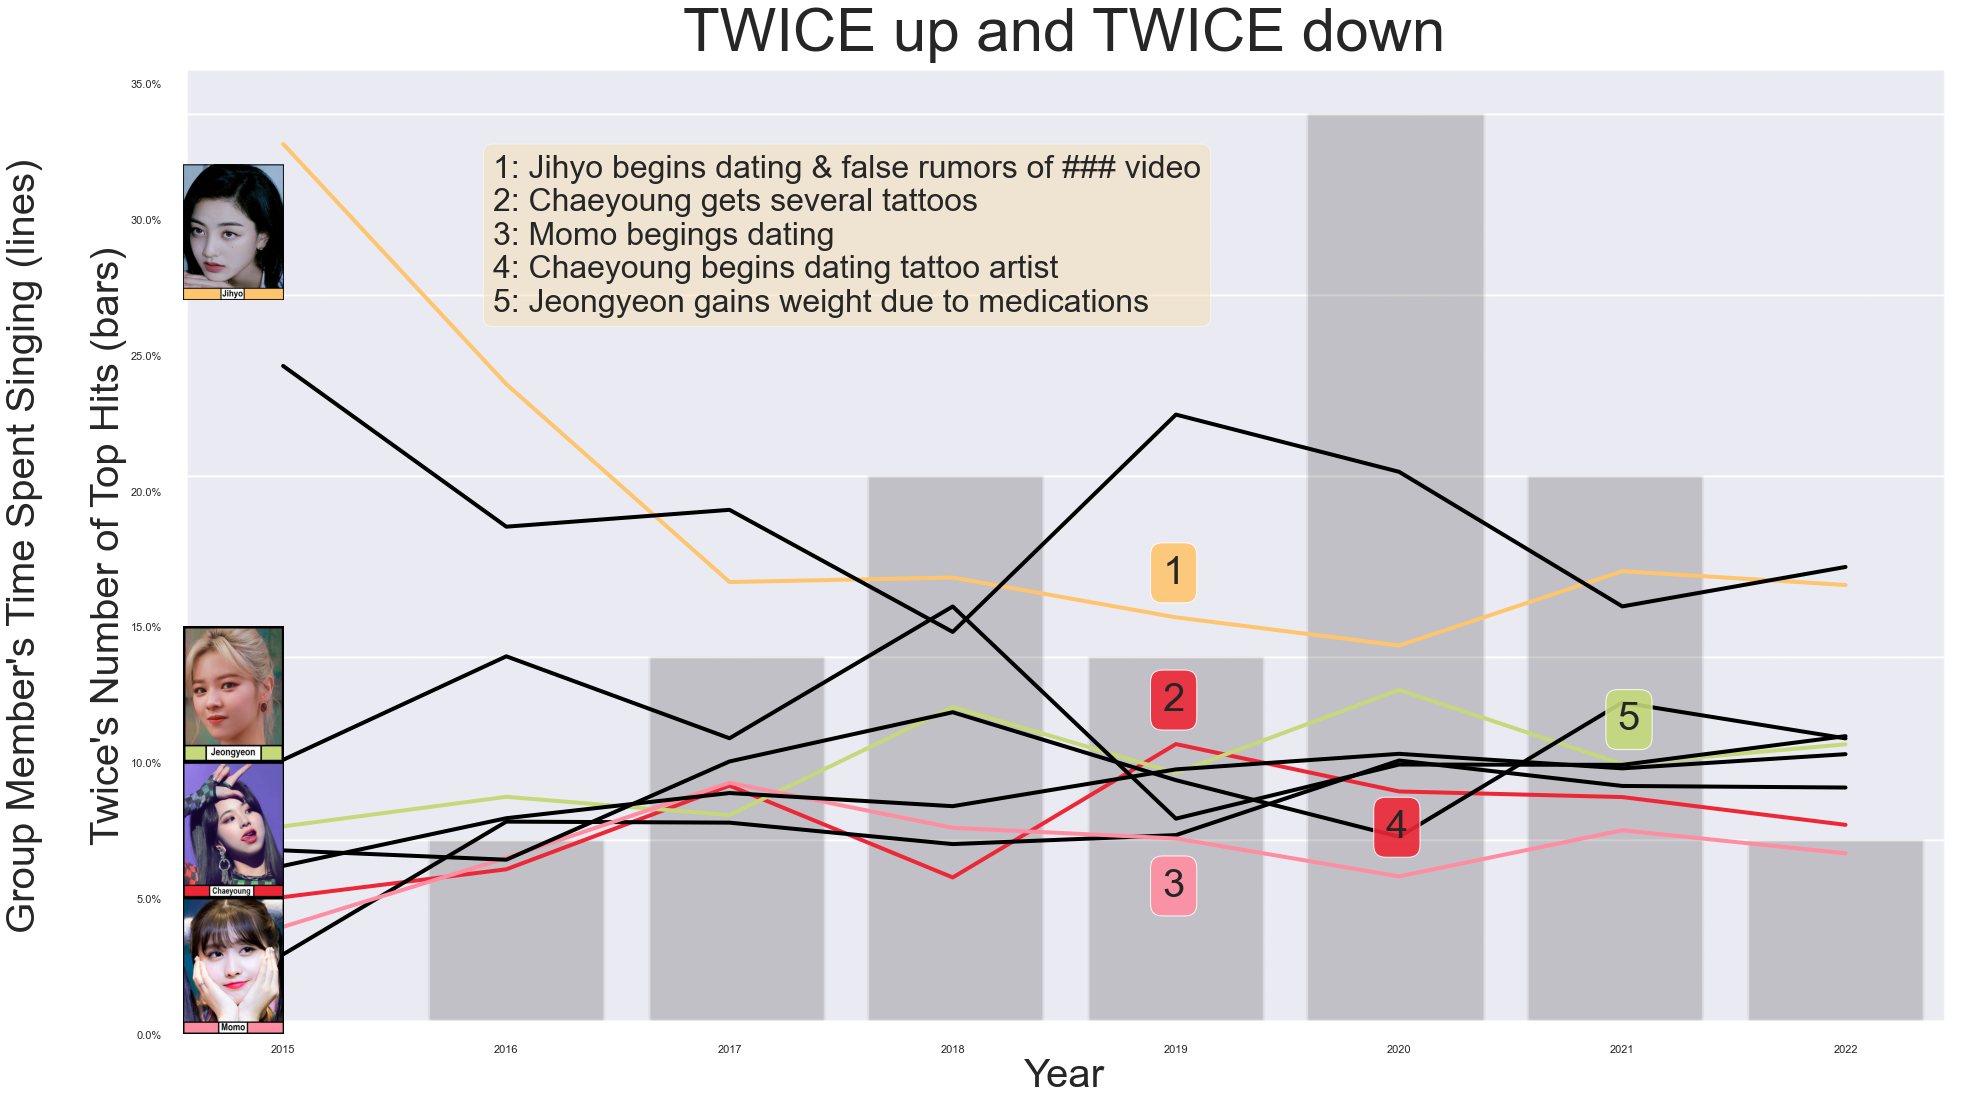 TWICE up and TWICE down
Group Member's Time Spent Singing (lines)
Twice's Number of Top Hits (bars)
35.0%
30.0%
25.0%
20.0%
15.0%
10.0%
5.0%
0.0%
1: Jihyo begins dating & false rumors of ### video
2: Chaeyoung gets several tattoos
3: Momo begings dating
4: Chaeyoung begins dating tattoo artist
5: Jeongyeon gains weight due to medications
Jihyo
Jeongyeon
Chaeyoung
Momo
1
2
3
4
5
2015
2016
2017
2018
2019
2020
2021
2022
Year